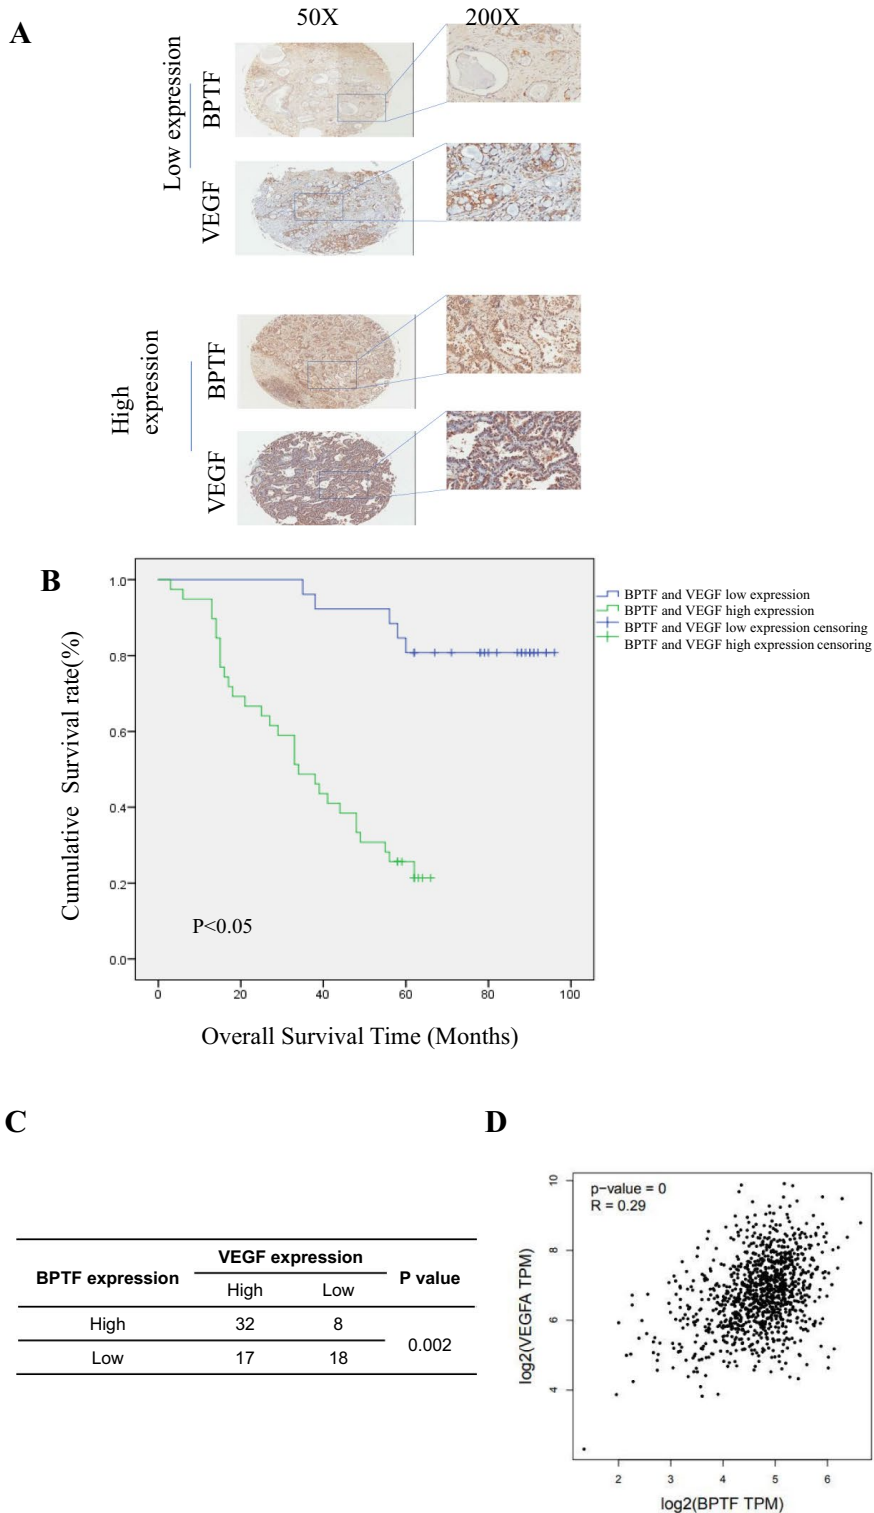 A
50X
200X
Low expression
BPTF
VEGF
High
expression
BPTF
VEGF
B
Cumulative Survival rate(%)
1.0
0.8
0.6
0.4
0.2
0.0
P<0.05
0 20 40 60 80 100
Overall Survival Time (Months)
BPTF and VEGF low expression
BPTF and VEGF high expression
BPTF and VEGF low expression censoring
BPTF and VEGF high expression censoring
C
BPTF expression
VEGF expression
P value
High Low
High 32 8
0.002
Low 17 18
D
p−value = 0
R = 0.29
log2(VEGFA TPM)
10
8
6
4
2 3 4 5 6
log2(BPTF TPM)